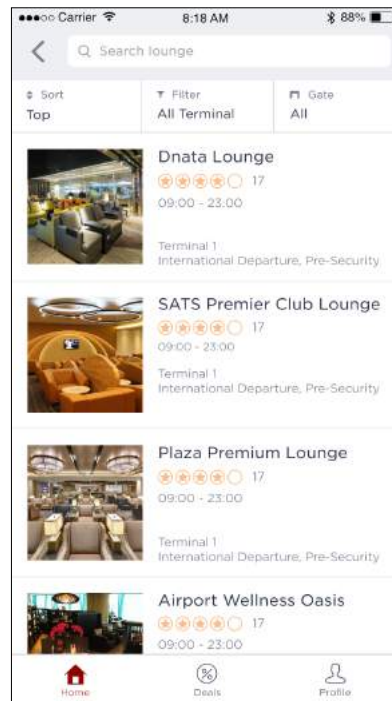 Carrier 8:18 AM 88%
Search lounge
Sort
Top
Filter
All Terminal
Gate
All
Dnata Lounge
17
09:00 - 23:00
Terminal 1
International Departure, Pre-Security
SATS Premier Club Lounge
17
09:00 - 23:00
Terminal 1
International Departure, Pre-Security
Plaza Premium Lounge
17
09:00 - 23:00
Terminal 1
International Departure, Pre-Security
Airport Wellness Oasis
17
09:00 - 23:00
Home
Deals
Profile